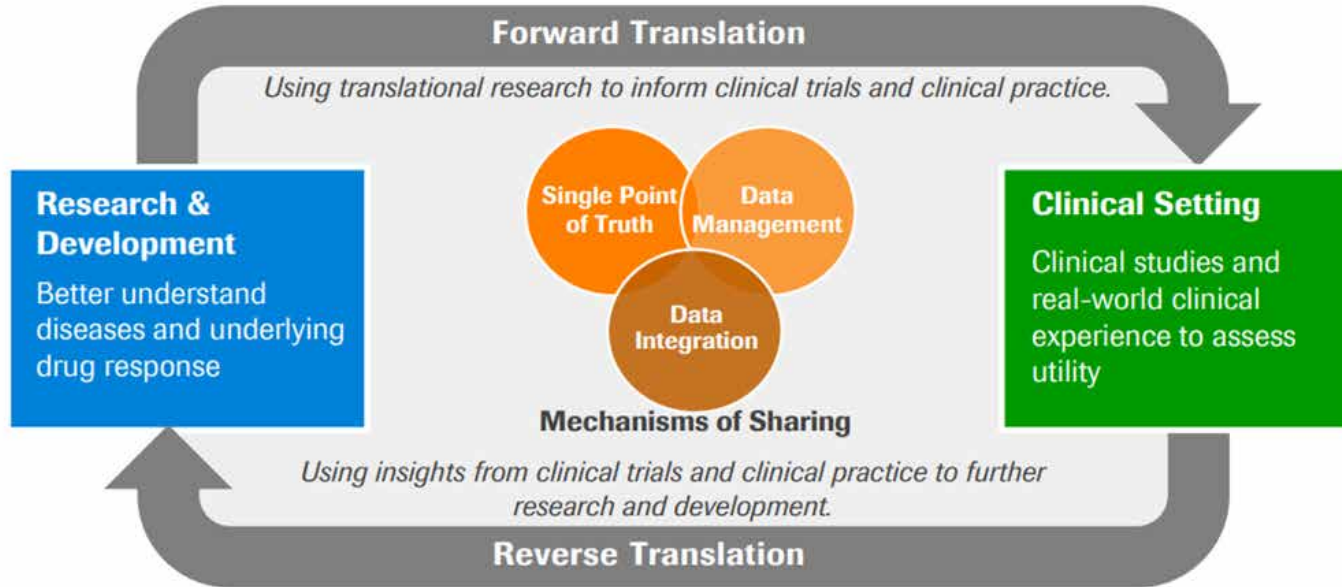 Forward Translation
Using translational research to inform clinical trials and clinical practice.
Research &
Development
Better understand
diseases and underlying
drug response
Single Point
of Truth
Data
Management
Data
Integration
Mechanisms of Sharing
Clinical Setting
Clinical studies and
real-world clinical
experience to assess
utility
Using insights from clinical trials and clinical practice to further
research and development.
Reverse Translation